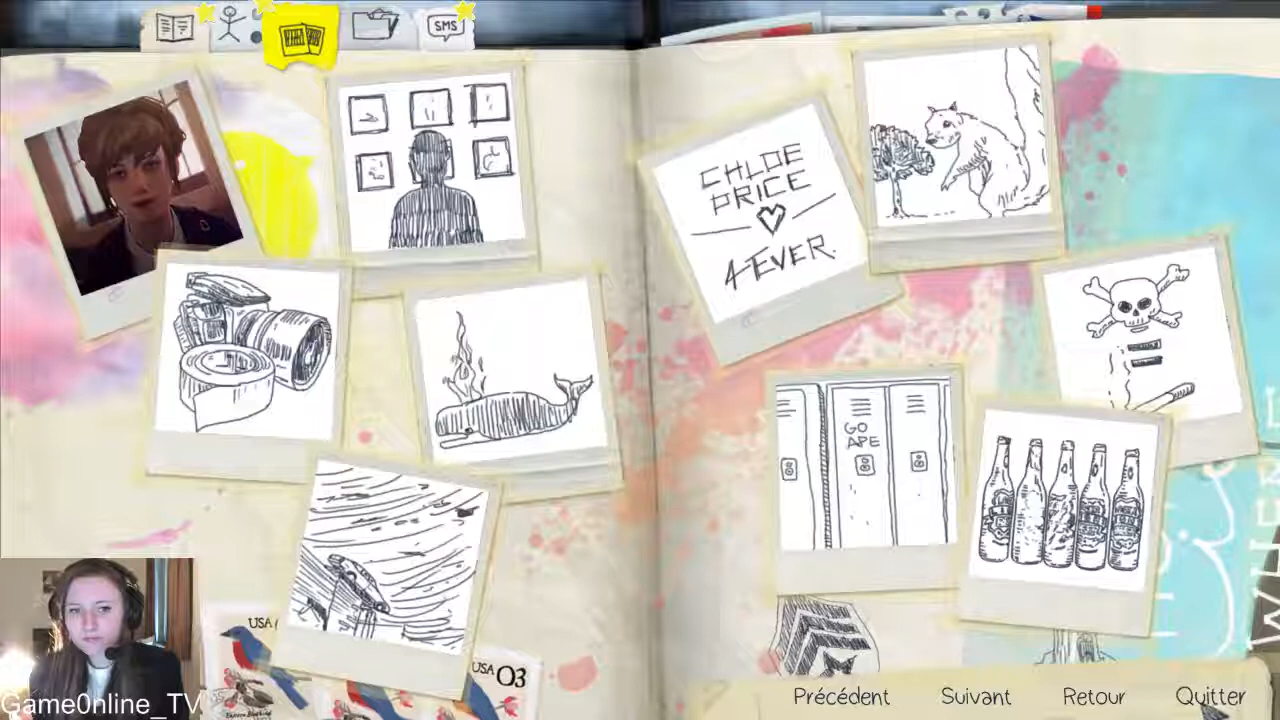 SMS
CHLOE
PRICE
4-EVER.
GO
APE
USA
USA 03
Précédent
Suivant
Retour
Quitter
Game0nline_TV